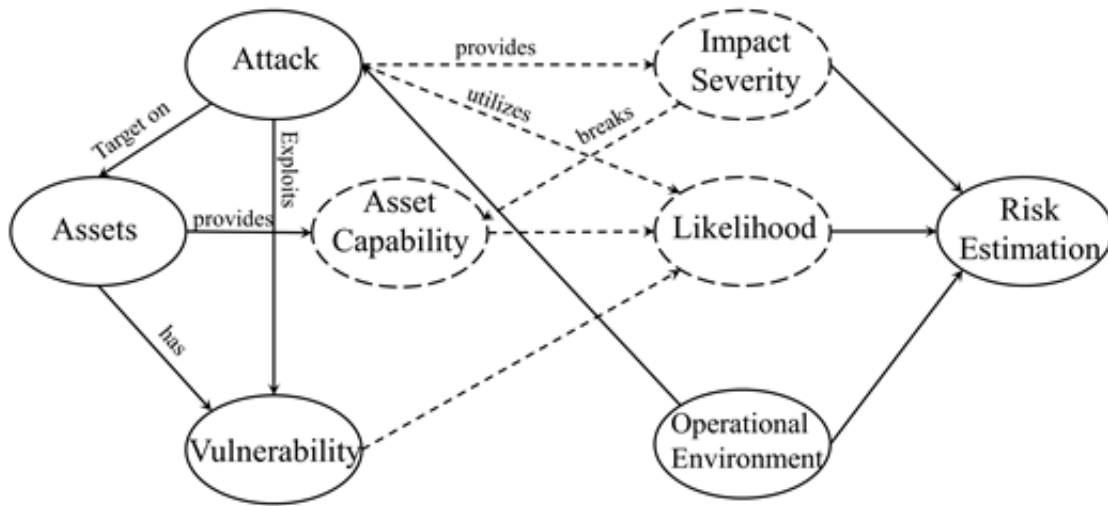 Attack
provides
Impact
Severity
utilizes
breaks
Target on
Exploits
Assets
provides
Asset
Capability
Likelihood
Risk
Estimation
has
Vulnerability
Operational
Environment